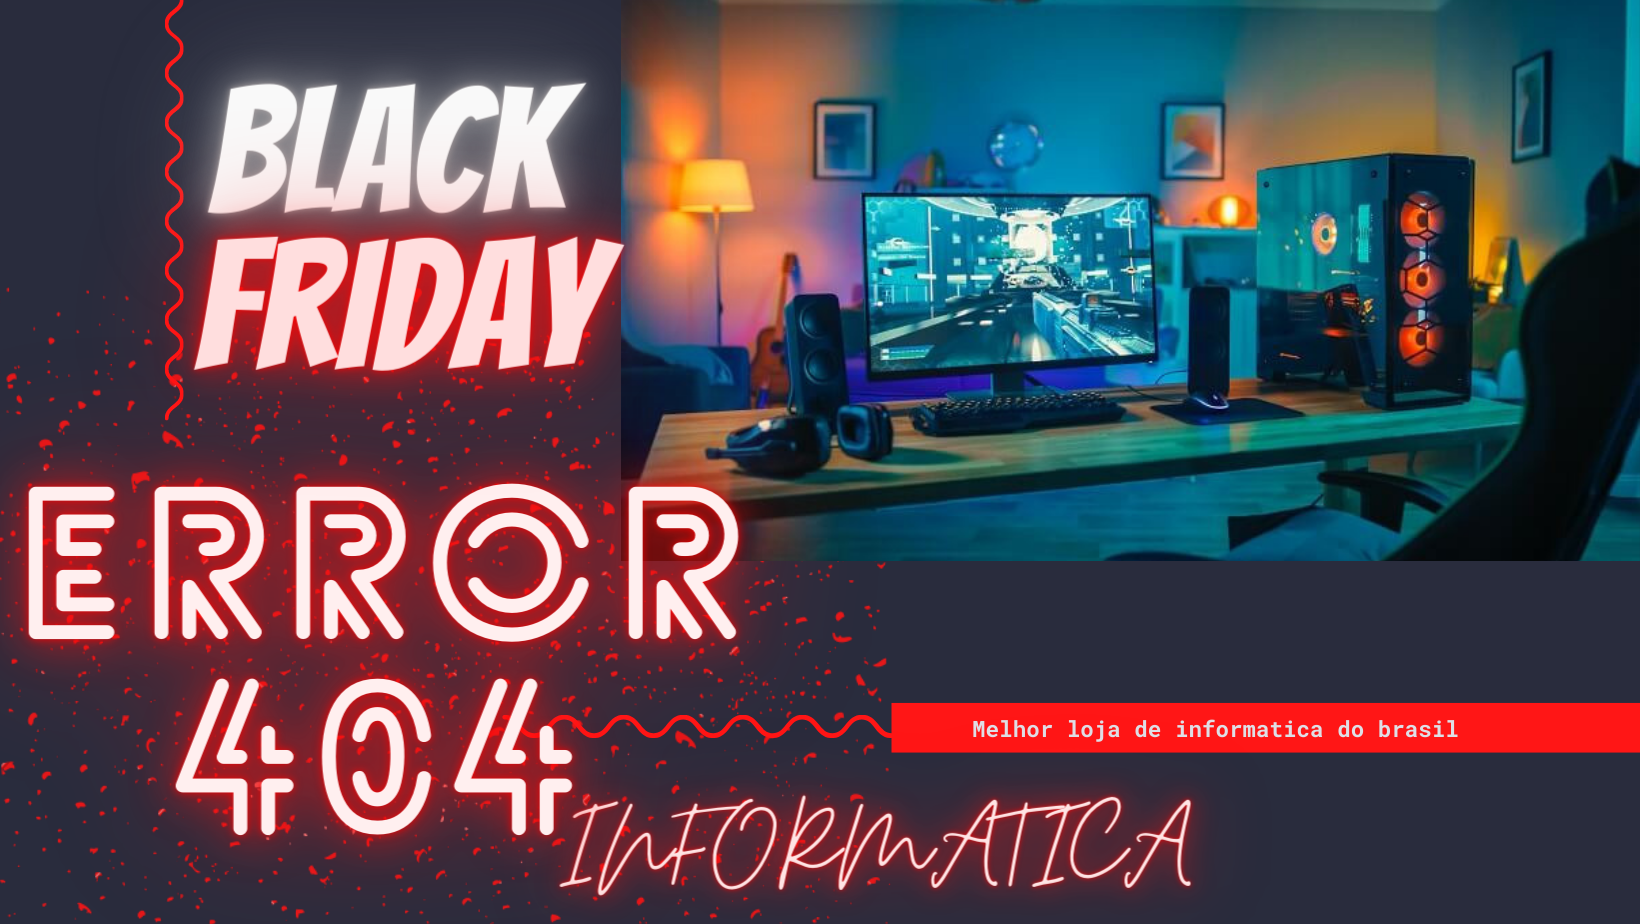 BLACK
FRIDAY
ERROR
404
Melhor loja de informatica do brasil
INFORMATICA